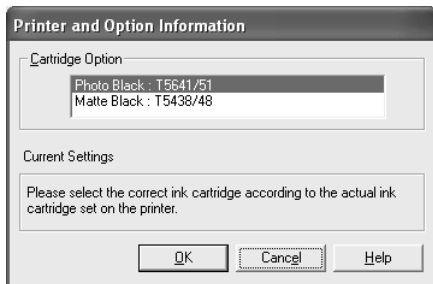 Printer and Option Information
Cartridge Option
Photo Black : T5641/51
Matte Black : T5438/48
Current Settings
Please select the correct ink cartridge according to the actual ink
cartridge set on the printer.
OK Cancel Help